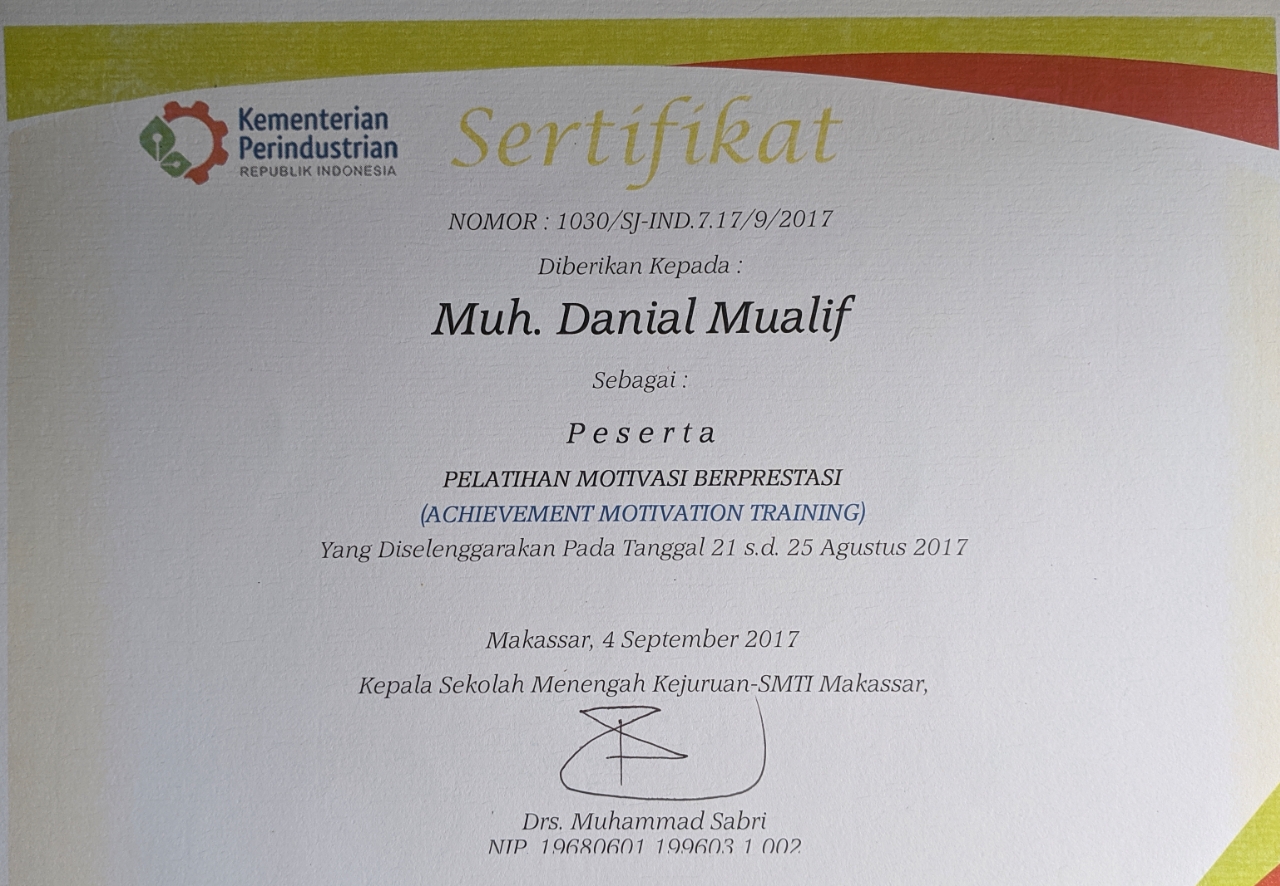 Kementerian
Perindustrian
REPUBLIK INDONESIA
Sertifikat
NOMOR : 1030/SJ-IND.7.17/9/2017
Diberikan Kepada :
Muh. Danial Mualif
Sebagai :
Peserta
PELATIHAN MOTIVASI BERPRESTASI
(ACHIEVEMENT MOTIVATION TRAINING)
Yang Diselenggarakan Pada Tanggal 21 s.d. 25 Agustus 2017
Makassar, 4 September 2017
Kepala Sekolah Menengah Kejuruan-SMTI Makassar,
Drs. Muhammad Sabri
NIP. 19680601 199603 1 002